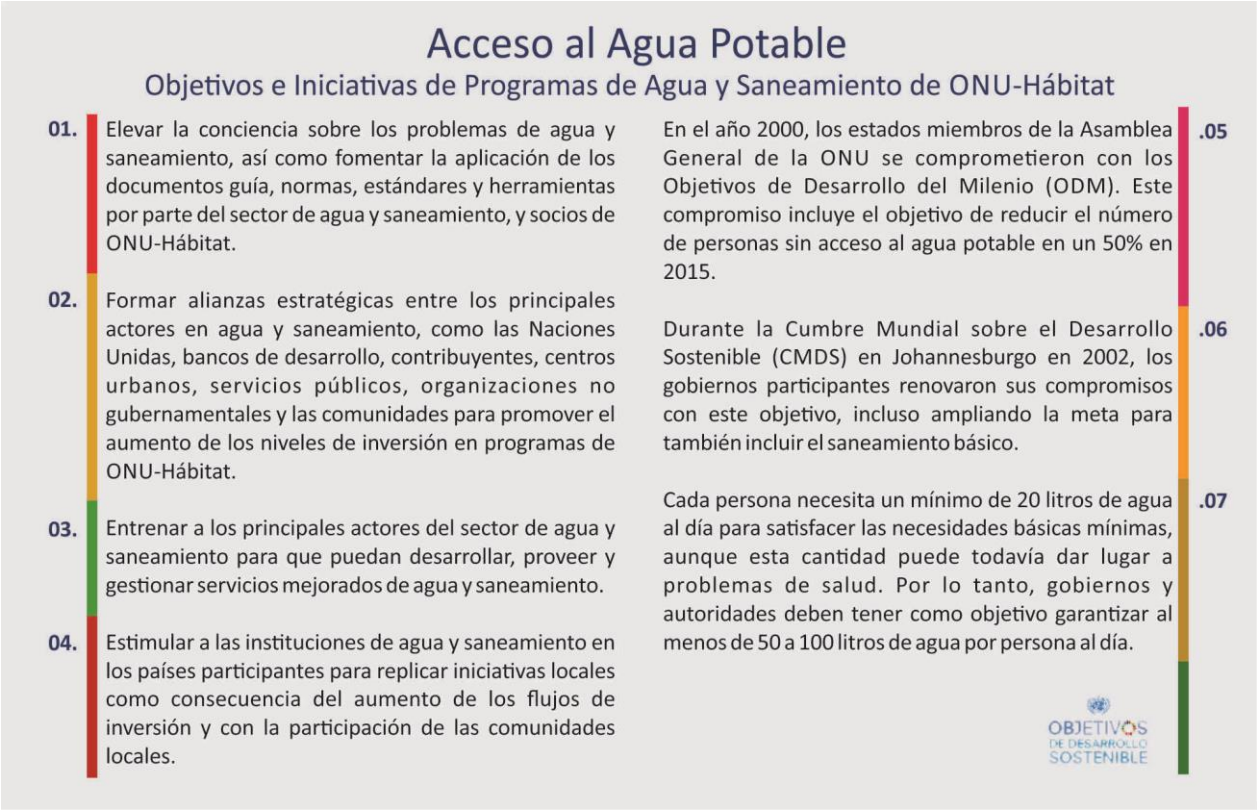 Acceso al Agua Potable
Objetivos e Iniciativas de Programas de Agua y Saneamiento de ONU-Hábitat
01.
Elevar la conciencia sobre los problemas de agua y
saneamiento, así como fomentar la aplicación de los
documentos guía, normas, estándares y herramientas
por parte del sector de agua y saneamiento, y socios de
ONU-Hábitat.
02.
Formar alianzas estratégicas entre los principales
actores en agua y saneamiento, como las Naciones
Unidas, bancos de desarrollo, contribuyentes, centros
urbanos, servicios públicos, organizaciones no
gubernamentales y las comunidades para promover el
aumento de los niveles de inversión en programas de
ONU-Hábitat.
03.
Entrenar a los principales actores del sector de agua y
saneamiento para que puedan desarrollar, proveer y
gestionar servicios mejorados de agua y saneamiento.
04.
Estimular a las instituciones de agua y saneamiento en
los países participantes para replicar iniciativas locales
como consecuencia del aumento de los flujos de
inversión y con la participación de las comunidades
locales.
.05
En el año 2000, los estados miembros de la Asamblea
General de la ONU se comprometieron con los
Objetivos de Desarrollo del Milenio (ODM). Este
compromiso incluye el objetivo de reducir el número
de personas sin acceso al agua potable en un 50% en
2015.
.06
Durante la Cumbre Mundial sobre el Desarrollo
Sostenible (CMDS) en Johannesburgo en 2002, los
gobiernos participantes renovaron sus compromisos
con este objetivo, incluso ampliando la meta para
también incluir el saneamiento básico.
.07
Cada persona necesita un mínimo de 20 litros de agua
al día para satisfacer las necesidades básicas mínimas,
aunque esta cantidad puede todavía dar lugar a
problemas de salud. Por lo tanto, gobiernos y
autoridades deben tener como objetivo garantizar al
menos de 50 a 100 litros de agua por persona al día.
OBJETIVOS
DE DESARROLLO
SOSTENIBLE